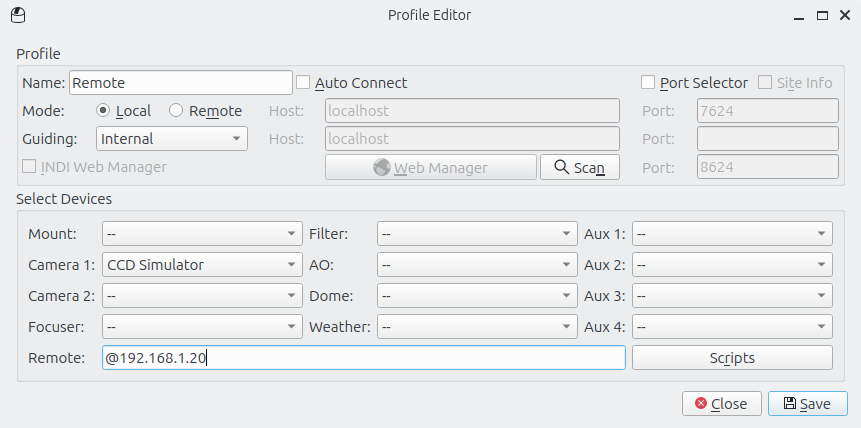 Profile Editor
Profile
Name: Remote Auto Connect Port Selector Site Info
Mode: Local Remote Host: localhost Port: 7624
Guiding: Internal Host: localhost Port:
INDI Web Manager Web Manager Scan Port: 8624
Select Devices
Mount: -- Filter: -- Aux 1: --
Camera 1: CCD Simulator AO: -- Aux 2: --
Camera 2: -- Dome: -- Aux 3: --
Focuser: -- Weather: -- Aux 4: --
Remote: @192.168.1.20 Scripts
Close Save